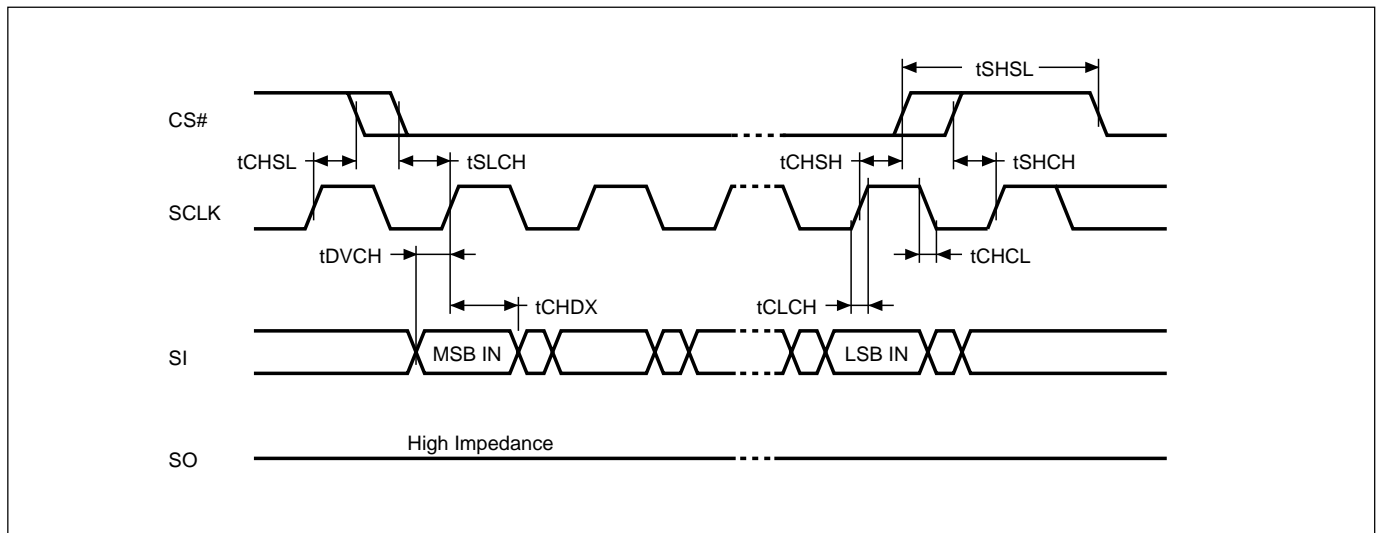 tSHSL
CS#
tCHSL
tSLCH
tCHSH
tSHCH
SCLK
tDVCH
tCHCL
tCHDX
tCLCH
SI
MSB IN
LSB IN
High Impedance
SO